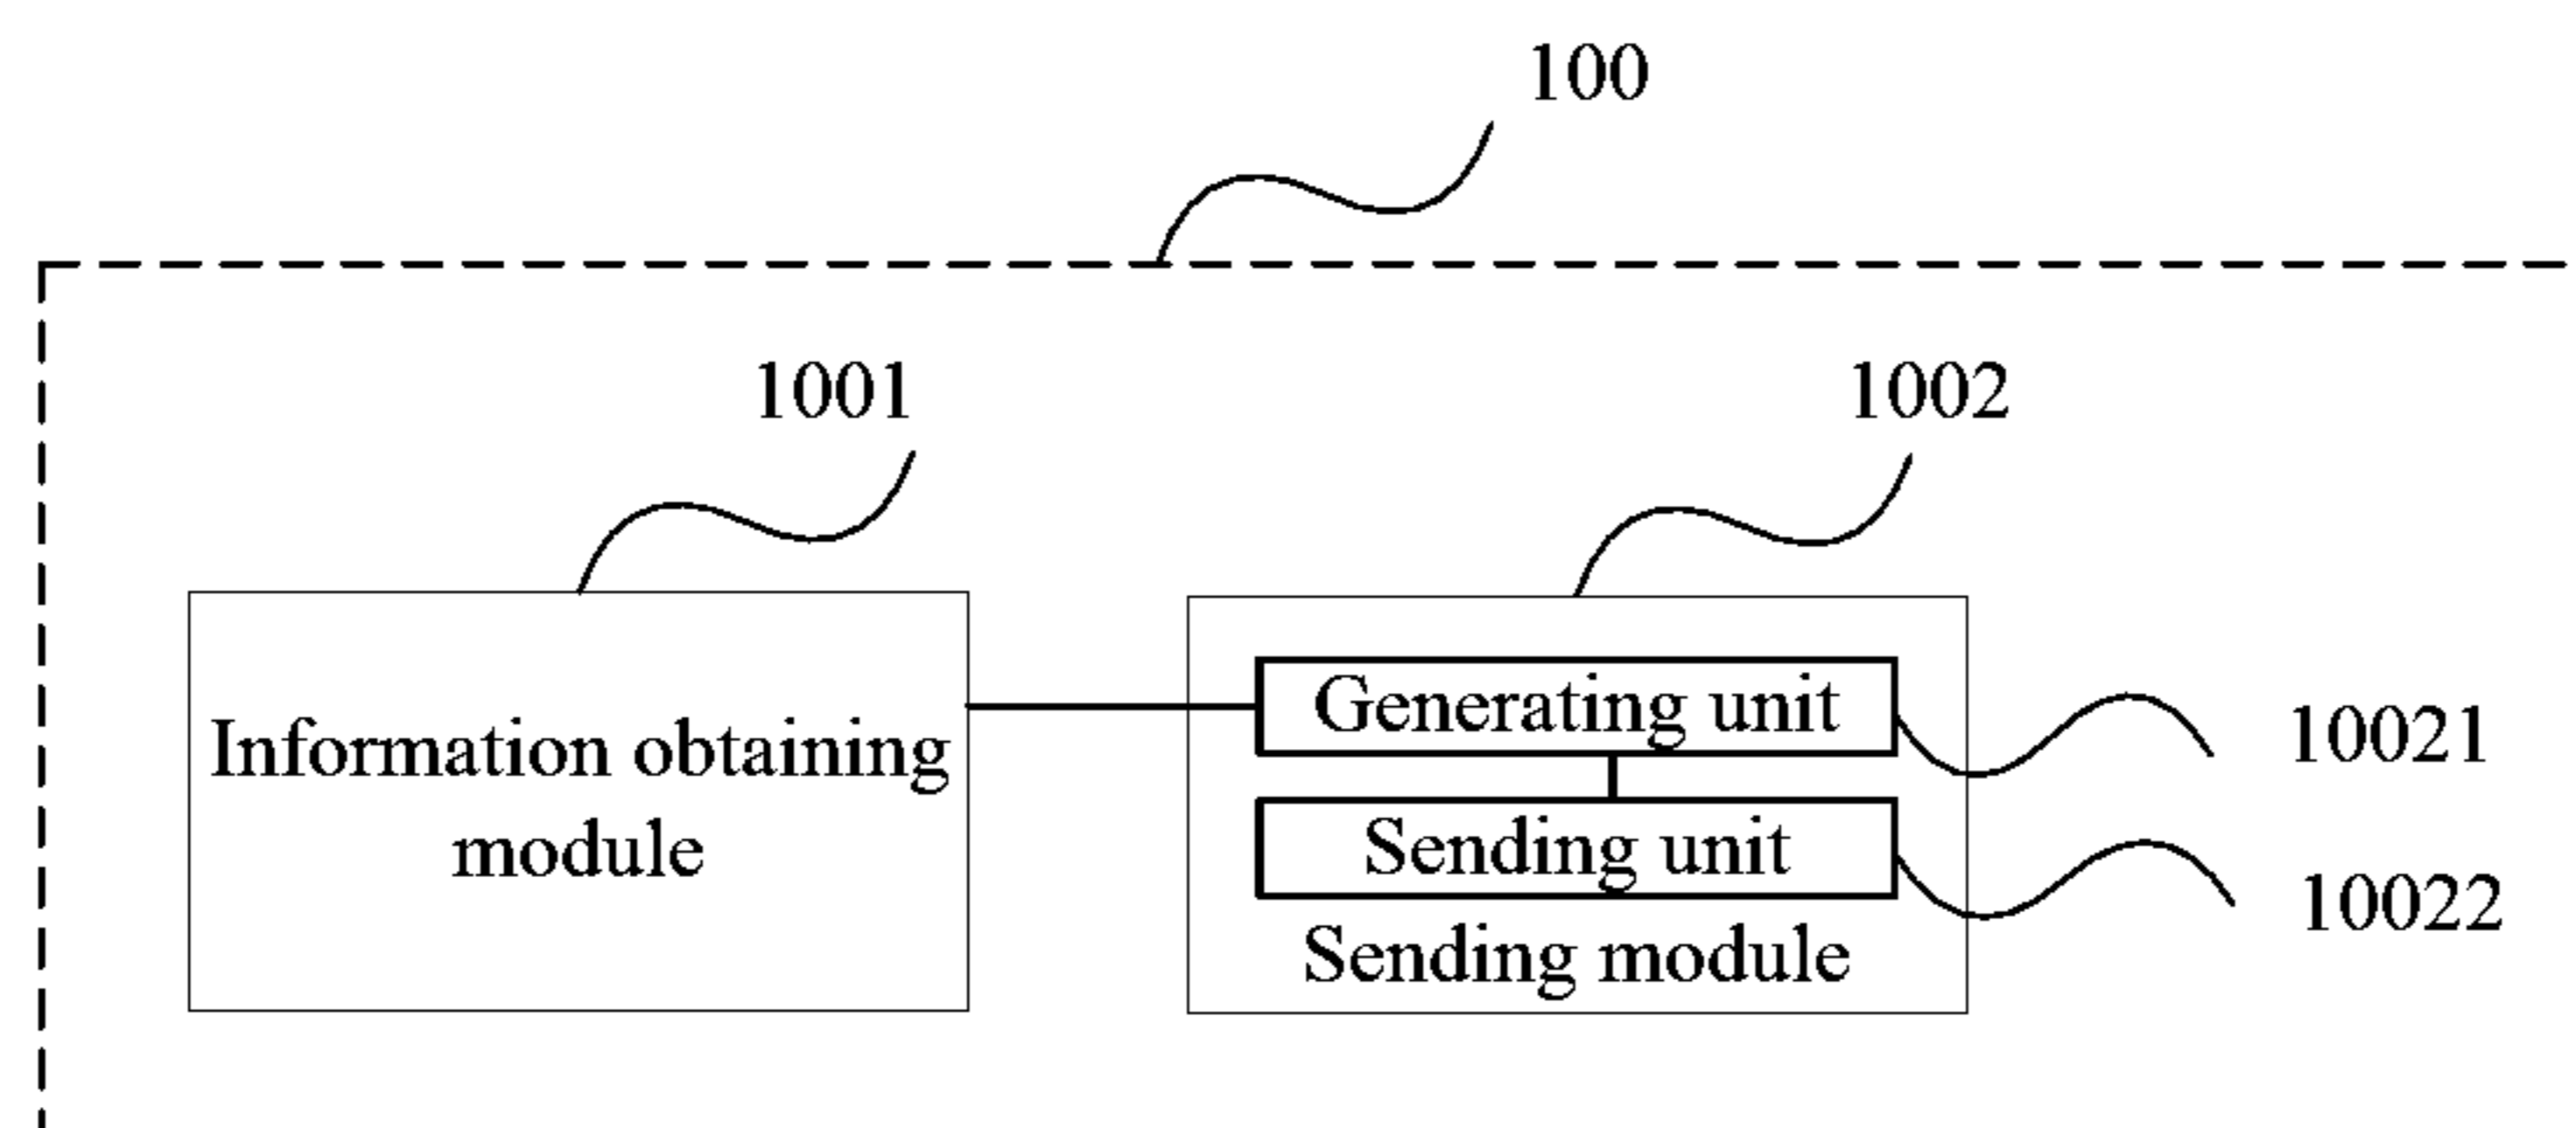 100
1001
1002
Information obtaining
module
Generating unit
Sending unit
Sending module
10021
10022